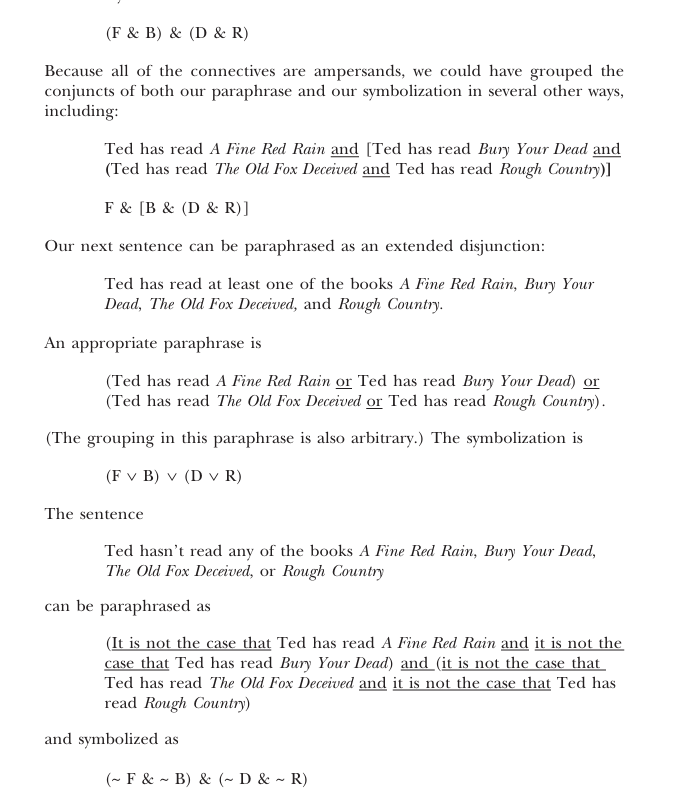 (F & B) & (D & R)
Because all of the connectives are ampersands, we could have grouped the
conjuncts of both our paraphrase and our symbolization in several other ways,
including:
Ted has read A Fine Red Rain and [Ted has read Bury Your Dead and
(Ted has read The Old Fox Deceived and Ted has read Rough Country)]
F & [B & (D & R)]
Our next sentence can be paraphrased as an extended disjunction:
Ted has read at least one of the books A Fine Red Rain, Bury Your
Dead, The Old Fox Deceived, and Rough Country.
An appropriate paraphrase is
(Ted has read A Fine Red Rain or Ted has read Bury Your Dead) or
(Ted has read The Old Fox Deceived or Ted has read Rough Country).
(The grouping in this paraphrase is also arbitrary.) The symbolization is
(F ∨ B) ∨ (D ∨ R)
The sentence
Ted hasn't read any of the books A Fine Red Rain, Bury Your Dead,
The Old Fox Deceived, or Rough Country
can be paraphrased as
(It is not the case that Ted has read A Fine Red Rain and it is not the
case that Ted has read Bury Your Dead) and (it is not the case that
Ted has read The Old Fox Deceived and it is not the case that Ted has
read Rough Country)
and symbolized as
(~ F & ~ B) & (~ D & ~ R)